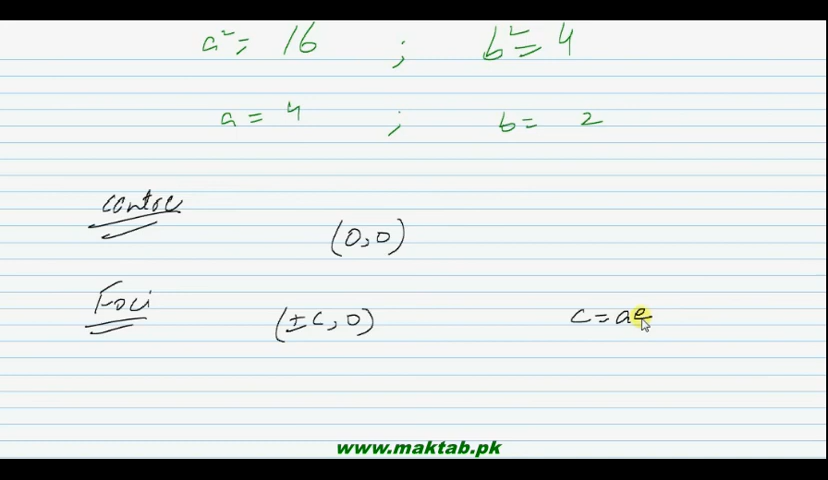 a² = 16 ; b² = 4
a = 4 ; b = 2
centre
(0,0)
Foci (±c, 0) c = ae
www.maktab.pk